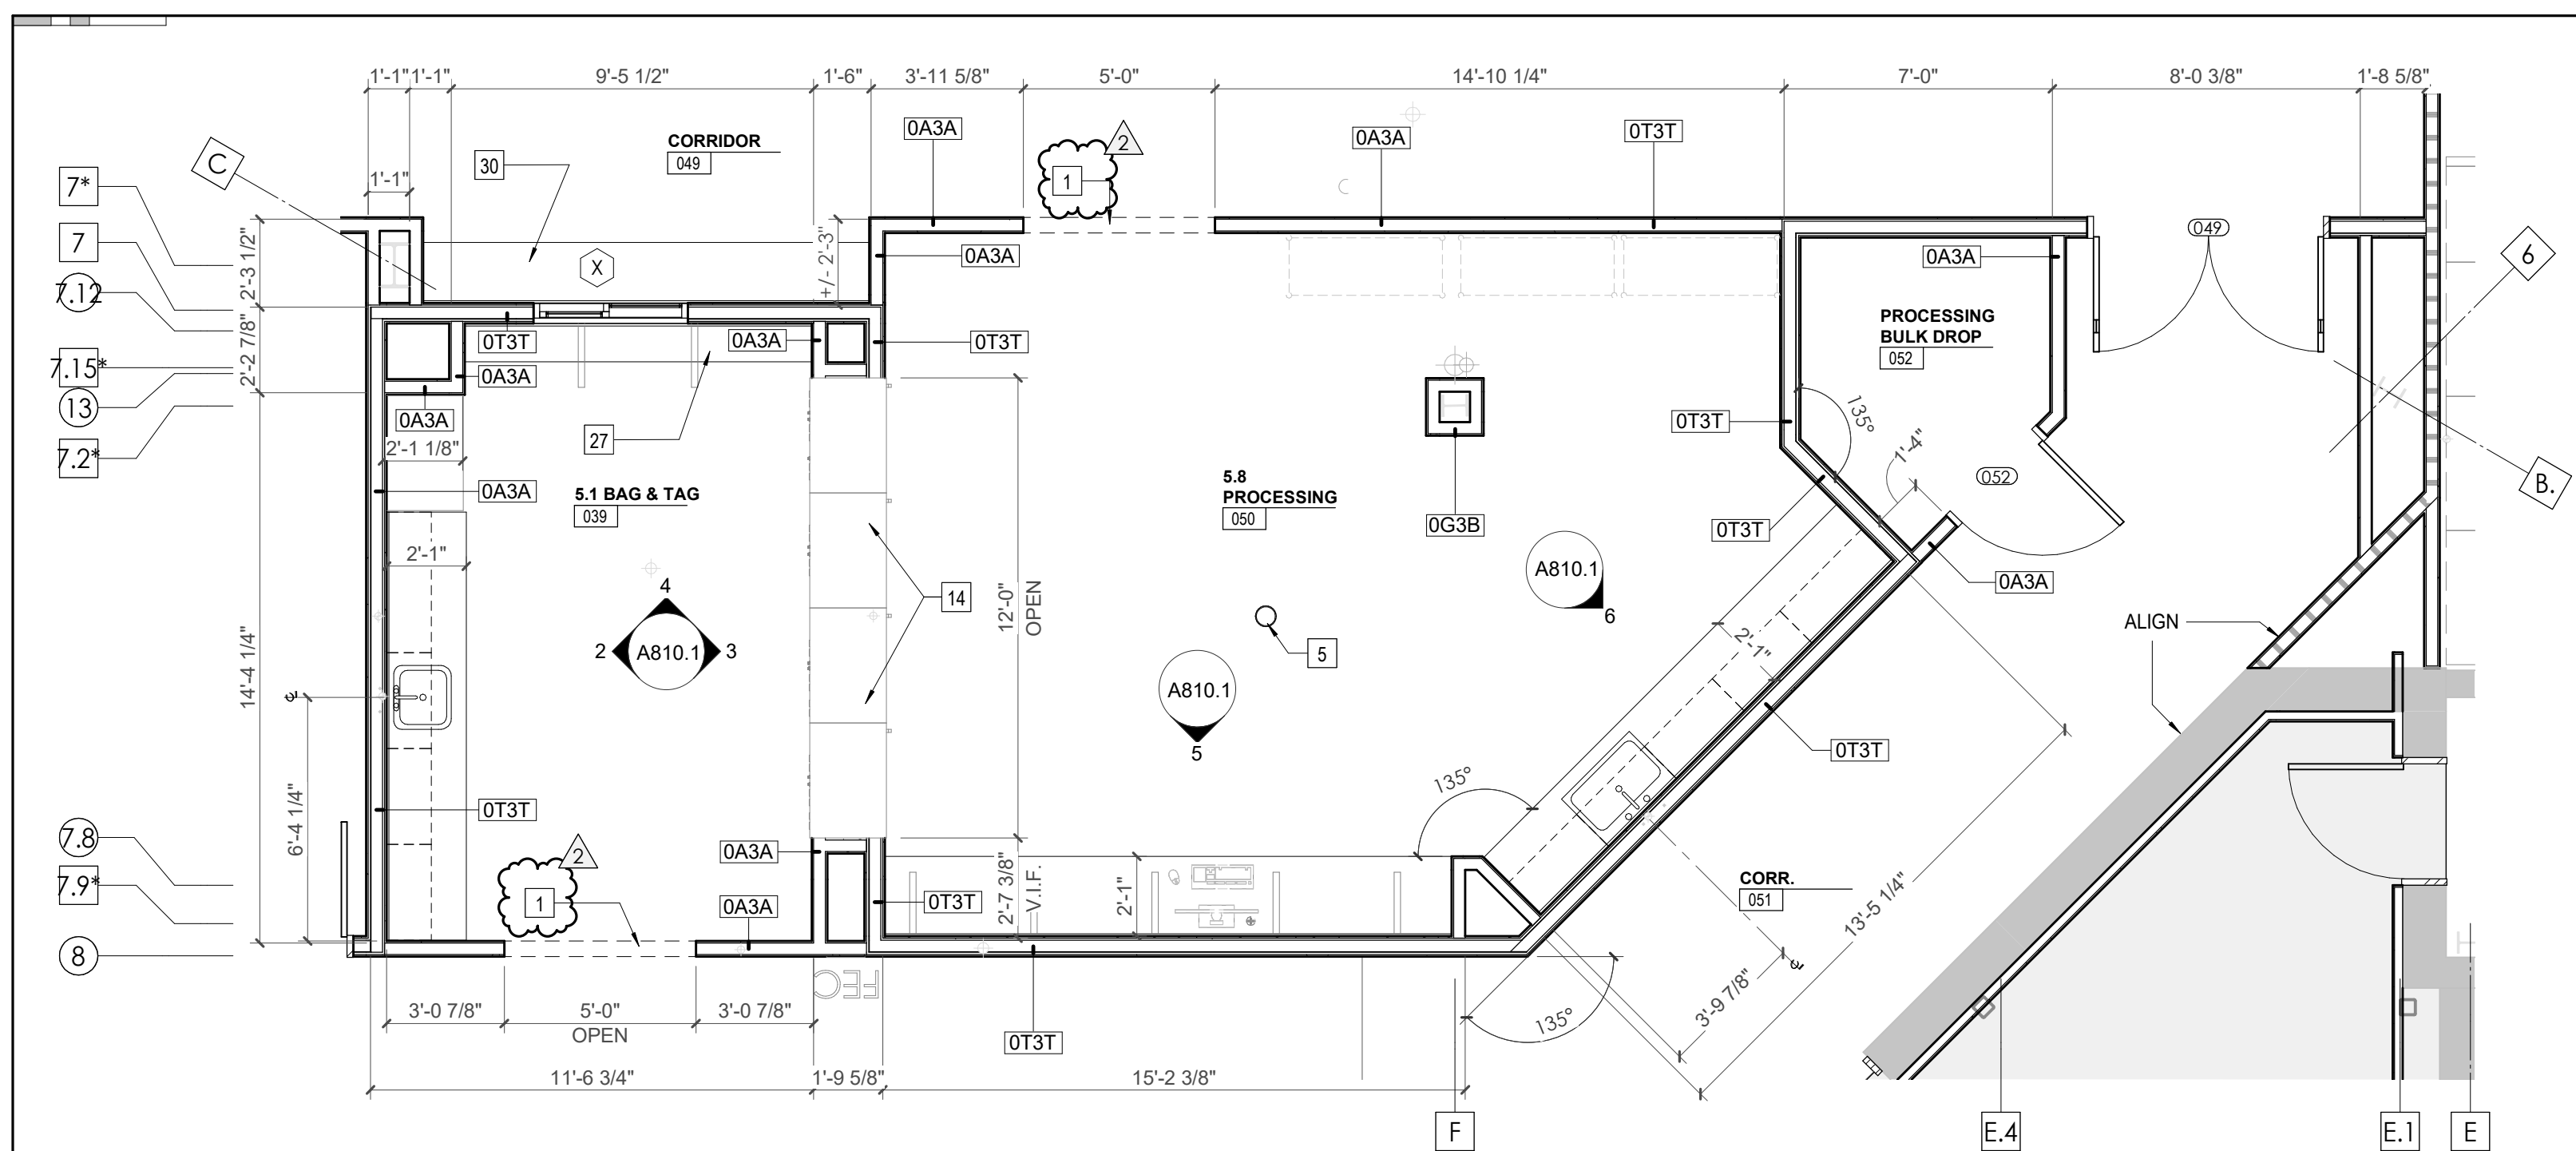 1'-1" 1'-1" 9'-5 1/2" 1'-6" 3'-11 5/8" 5'-0" 14'-10 1/4" 7'-0" 8'-0 3/8" 1'-8 5/8"
0A3A 2 0A3A 0T3T
CORRIDOR
049
C 30 1
7* 1'-1"
7 049 6
0A3A 0A3A
2'-3 1/2" +/- 2'-3" X
7.12
PROCESSING
BULK DROP
052
0T3T 0A3A 0T3T
2'-2 7/8"
7.15*
0A3A
13
0A3A 0T3T 135°
7.2* 2'-1 1/8" 27 1'-4"
0A3A 5.1 BAG & TAG
039
5.8
PROCESSING
050
0G3B 0T3T 052 B.
2'-1" 4 A810.1 0A3A
14 12'-0"
OPEN
6
2 A810.1 3 5 2'-1" ALIGN
14'-4 1/4" A810.1
5 0T3T
6'-4 1/4" 0T3T 135°
7.8 2 0A3A
7.9* 1 0A3A 0T3T 2'-7 3/8"
V.I.F. 2'-1" CORR.
051
13'-5 1/4"
8 FEC 3'-9 7/8"
3'-0 7/8" 5'-0"
OPEN
3'-0 7/8" 0T3T 135°
11'-6 3/4" 1'-9 5/8" 15'-2 3/8"
F E.4 E.1 E